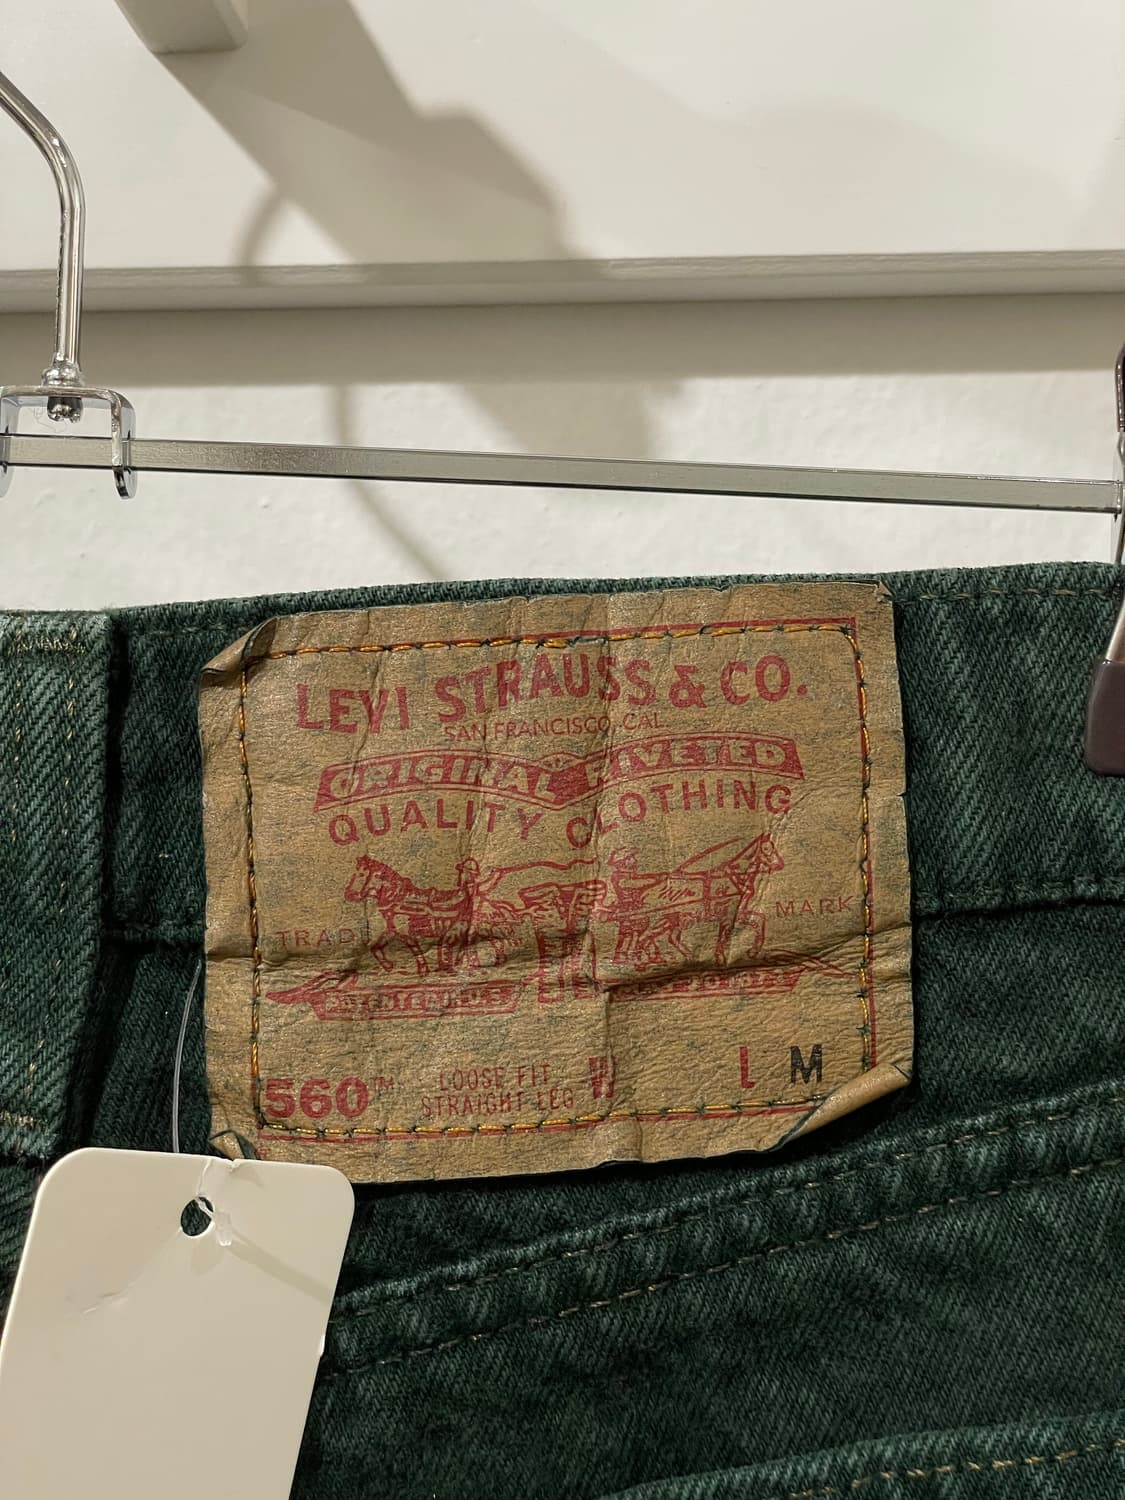 LEVI STRAUSS & CO.
SAN FRANCISCO, CAL.
ORIGINAL RIVETED
QUALITY CLOTHING
TRADE MARK
560™ LOOSE FIT W L M
STRAIGHT LEG